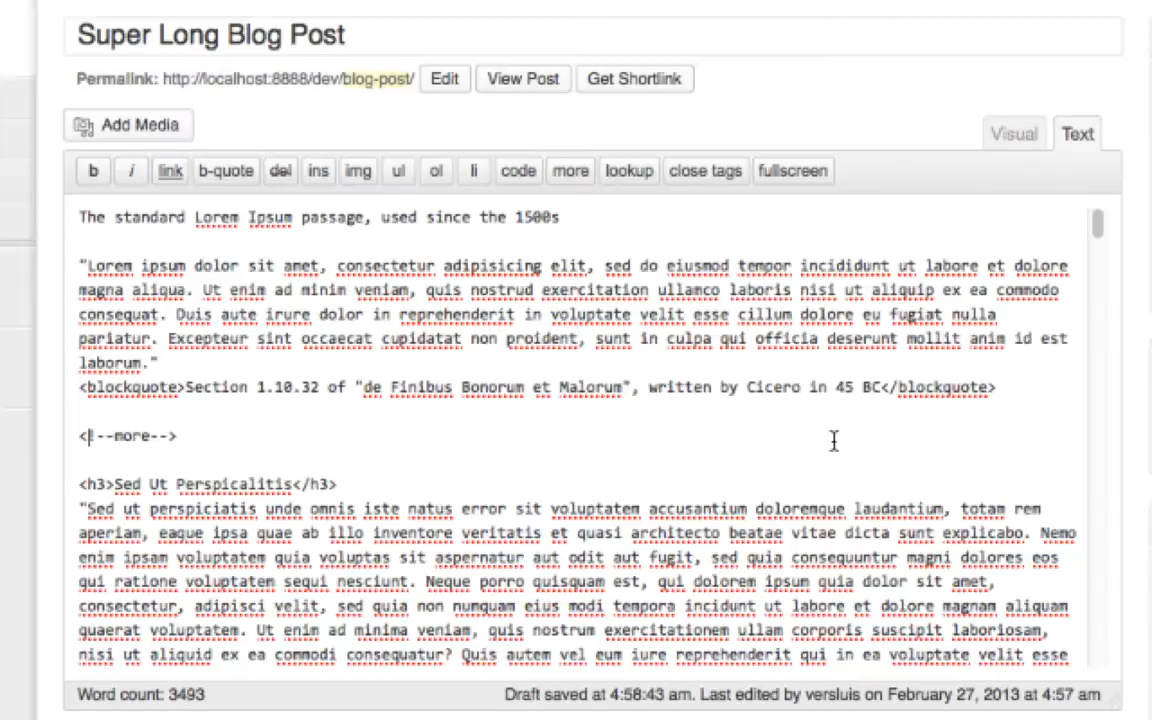 Super Long Blog Post
Permalink: http://localhost:8888/dev/blog-post/ Edit View Post Get Shortlink
Add Media
Visual Text
b i link b-quote del ins img ul ol li code more lookup close tags fullscreen
The standard Lorem Ipsum passage, used since the 1500s
"Lorem ipsum dolor sit amet, consectetur adipisicing elit, sed do eiusmod tempor incididunt ut labore et dolore
magna aliqua. Ut enim ad minim veniam, quis nostrud exercitation ullamco laboris nisi ut aliquip ex ea commodo
consequat. Duis aute irure dolor in reprehenderit in voluptate velit esse cillum dolore eu fugiat nulla
pariatur. Excepteur sint occaecat cupidatat non proident, sunt in culpa qui officia deserunt mollit anim id est
laborum."
<blockquote>Section 1.10.32 of "de Finibus Bonorum et Malorum", written by Cicero in 45 BC</blockquote>
<!--more-->
<h3>Sed Ut Perspicalitis</h3>
"Sed ut perspiciatis unde omnis iste natus error sit voluptatem accusantium doloremque laudantium, totam rem
aperiam, eaque ipsa quae ab illo inventore veritatis et quasi architecto beatae vitae dicta sunt explicabo. Nemo
enim ipsam voluptatem quia voluptas sit aspernatur aut odit aut fugit, sed quia consequuntur magni dolores eos
qui ratione voluptatem sequi nesciunt. Neque porro quisquam est, qui dolorem ipsum quia dolor sit amet,
consectetur, adipisci velit, sed quia non numquam eius modi tempora incidunt ut labore et dolore magnam aliquam
quaerat voluptatem. Ut enim ad minima veniam, quis nostrum exercitationem ullam corporis suscipit laboriosam,
nisi ut aliquid ex ea commodi consequatur? Quis autem vel eum iure reprehenderit qui in ea voluptate velit esse
Word count: 3493 Draft saved at 4:58:43 am. Last edited by versluis on February 27, 2013 at 4:57 am